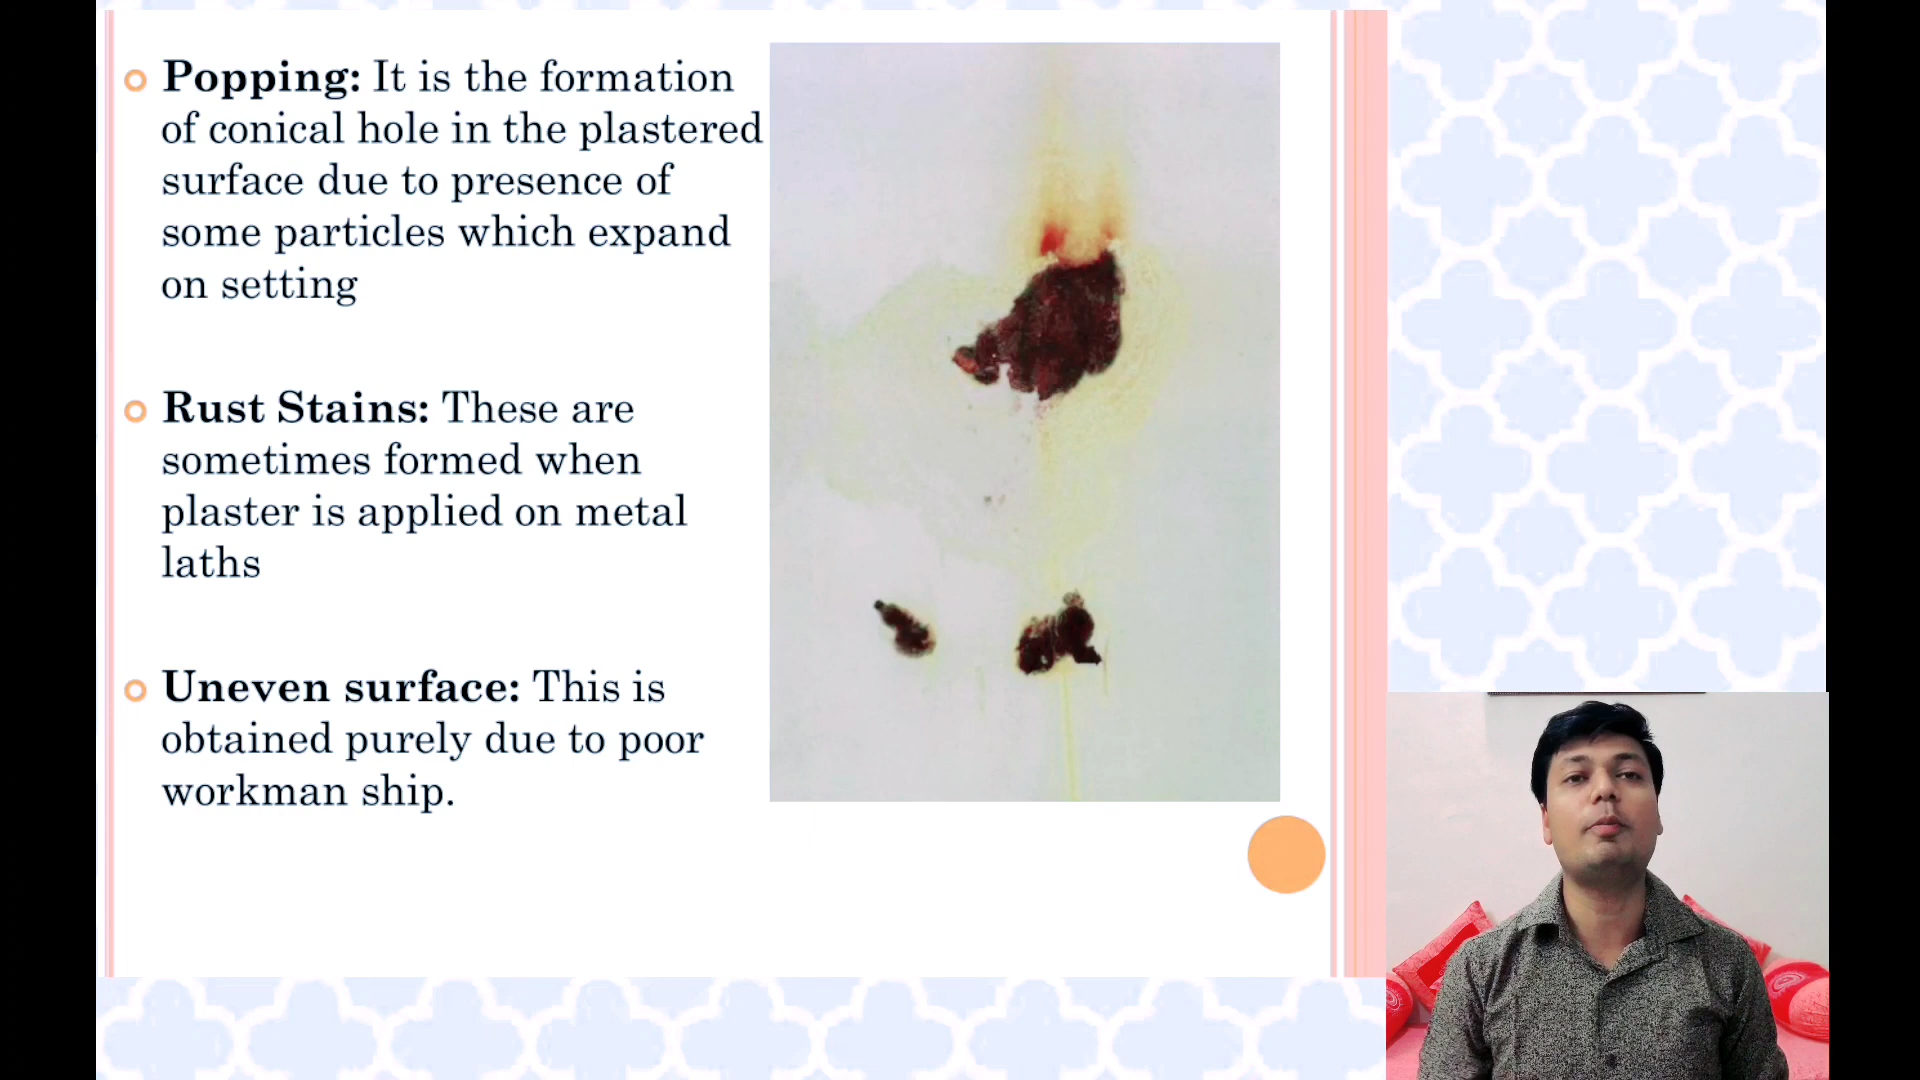 Popping: It is the formation
of conical hole in the plastered
surface due to presence of
some particles which expand
on setting
Rust Stains: These are
sometimes formed when
plaster is applied on metal
laths
Uneven surface: This is
obtained purely due to poor
workman ship.